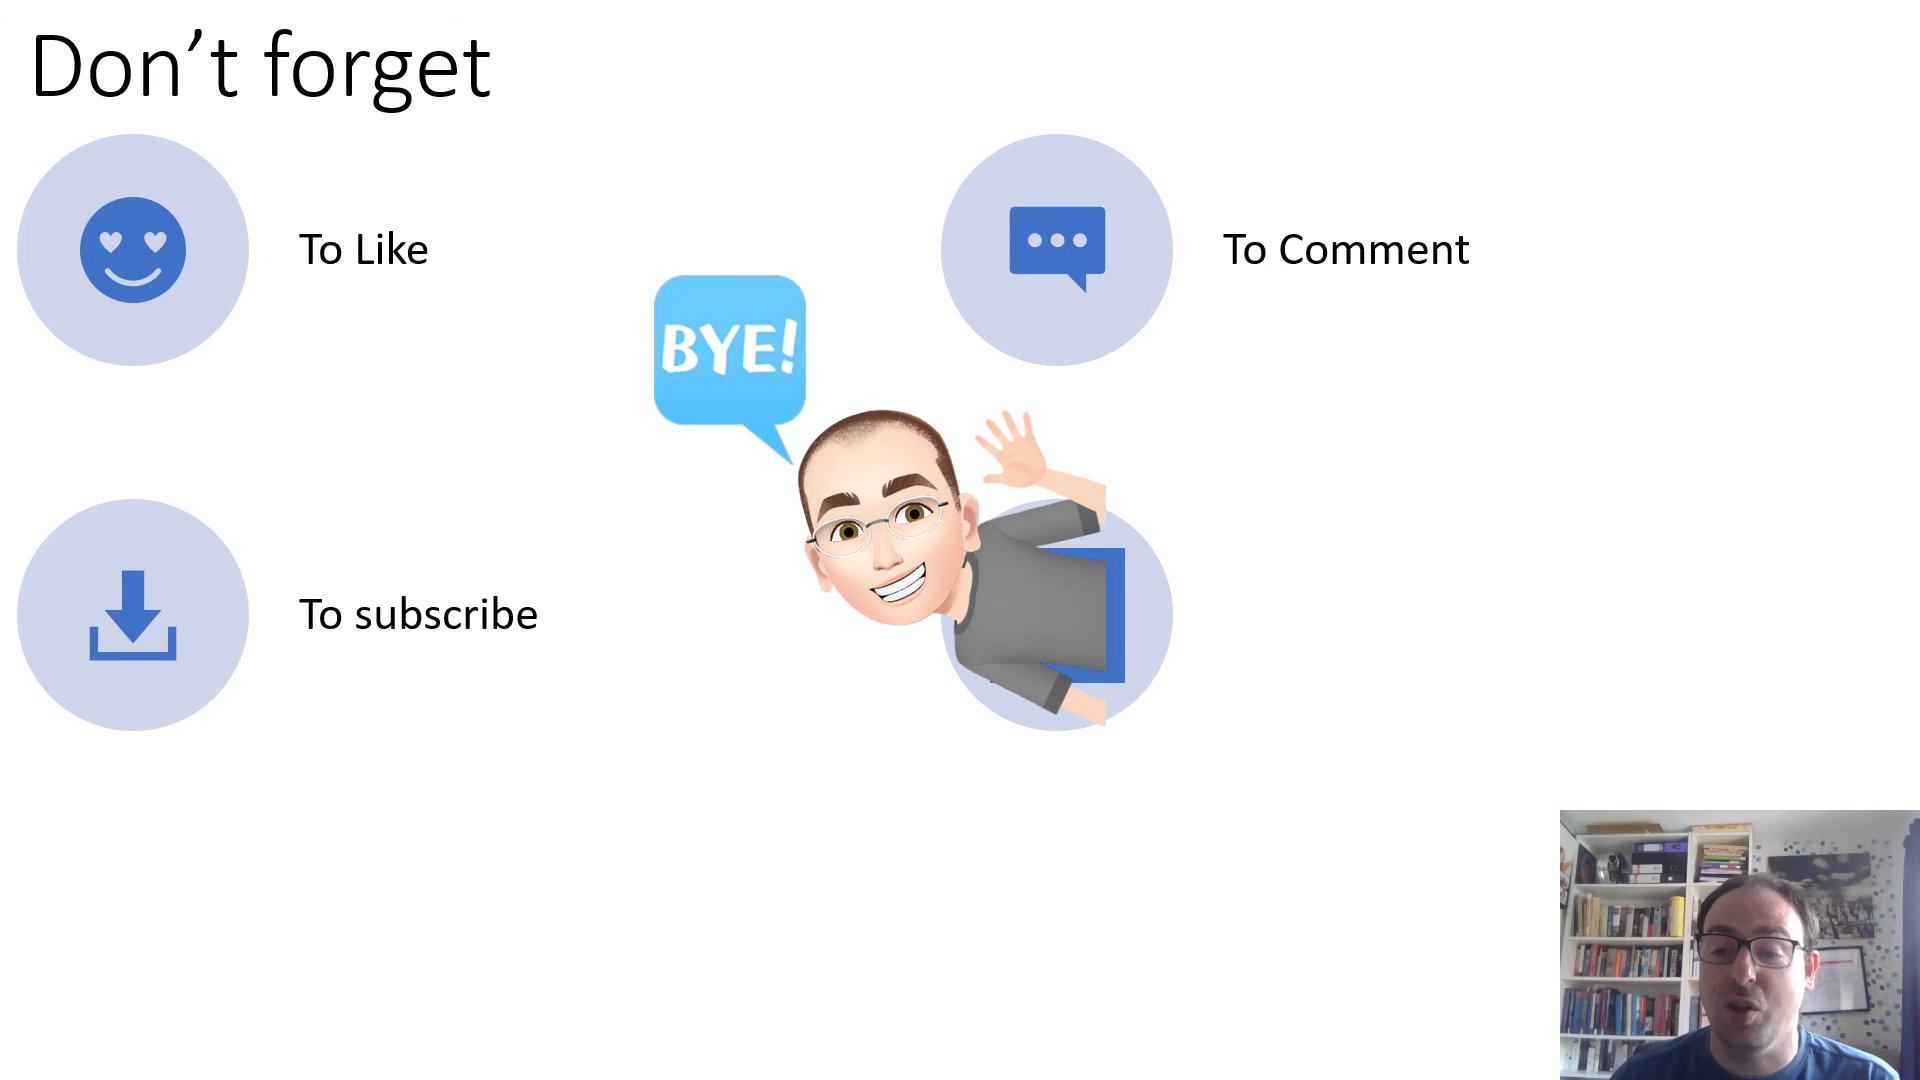 Don’t forget
To Like
To Comment
BYE!
To subscribe